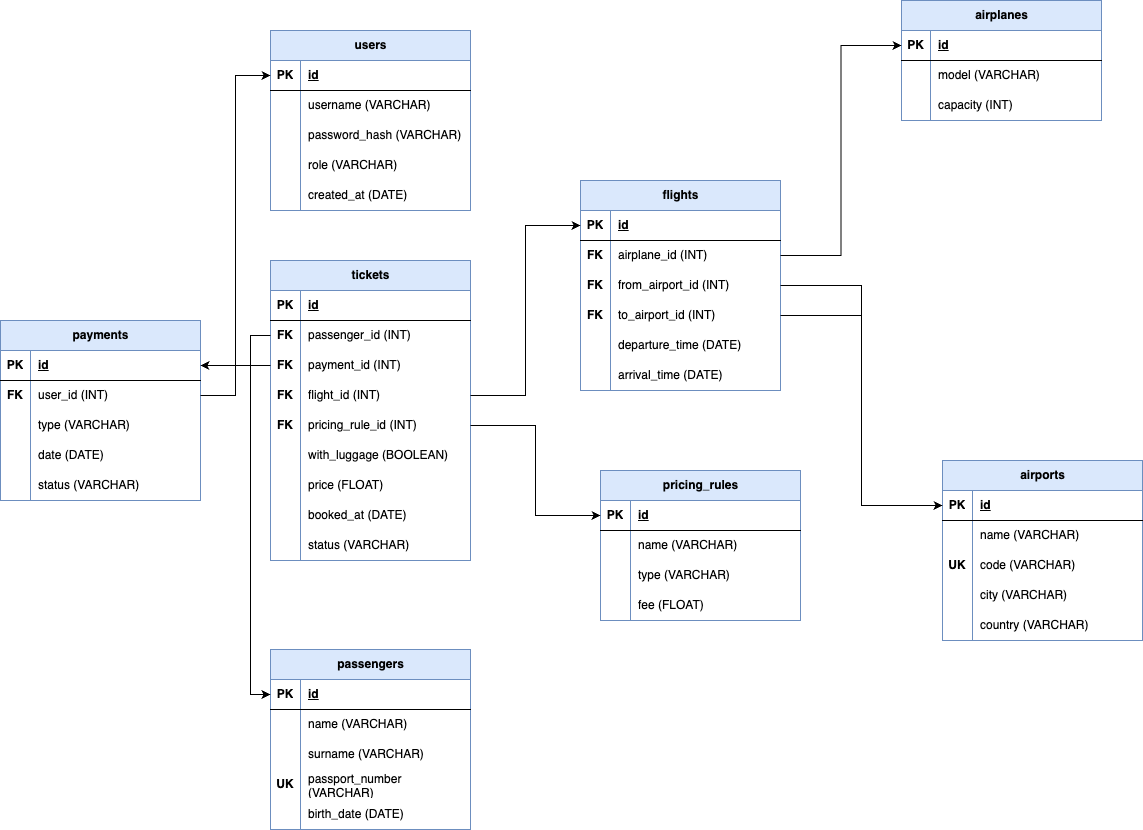 airplanes
PK id
model (VARCHAR)
capacity (INT)
users
PK id
username (VARCHAR)
password_hash (VARCHAR)
role (VARCHAR)
created_at (DATE)
flights
PK id
FK airplane_id (INT)
FK from_airport_id (INT)
FK to_airport_id (INT)
departure_time (DATE)
arrival_time (DATE)
tickets
PK id
FK passenger_id (INT)
FK payment_id (INT)
FK flight_id (INT)
FK pricing_rule_id (INT)
with_luggage (BOOLEAN)
price (FLOAT)
booked_at (DATE)
status (VARCHAR)
payments
PK id
FK user_id (INT)
type (VARCHAR)
date (DATE)
status (VARCHAR)
pricing_rules
PK id
name (VARCHAR)
type (VARCHAR)
fee (FLOAT)
airports
PK id
name (VARCHAR)
UK code (VARCHAR)
city (VARCHAR)
country (VARCHAR)
passengers
PK id
name (VARCHAR)
surname (VARCHAR)
UK passport_number
(VARCHAR)
birth_date (DATE)